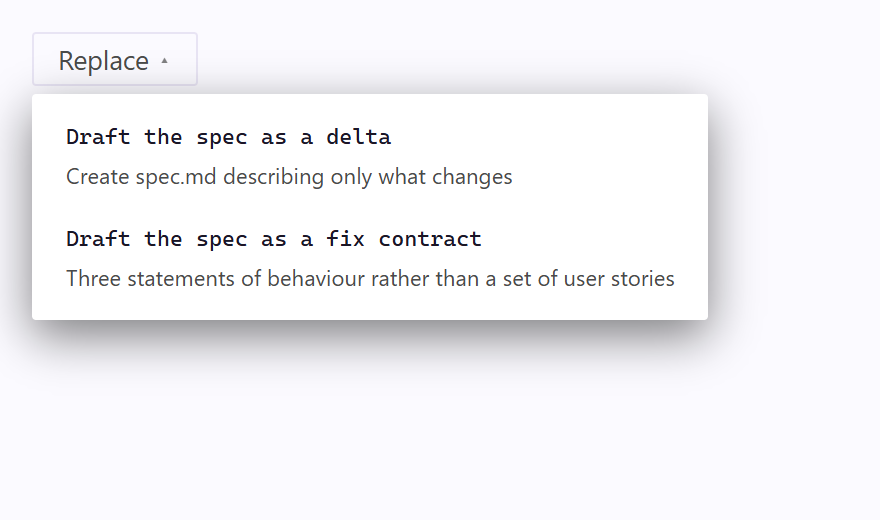 Replace ▲
Draft the spec as a delta
Create spec.md describing only what changes
Draft the spec as a fix contract
Three statements of behaviour rather than a set of user stories